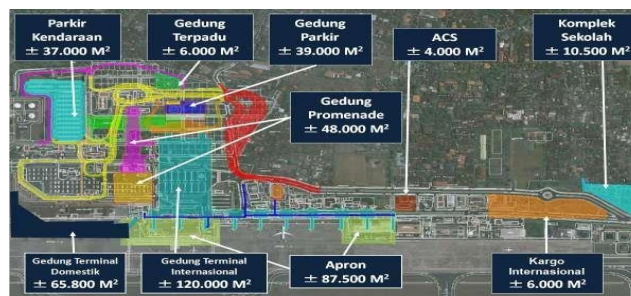 Parkir
Kendaraan
± 37.000 M²
Gedung
Terpadu
± 6.000 M²
Gedung
Parkir
± 39.000 M²
ACS
± 4.000 M²
Komplek
Sekolah
± 10.500 M²
Gedung
Promenade
± 48.000 M²
Gedung Terminal
Domestik
± 65.800 M²
Gedung Terminal
Internasional
± 120.000 M²
Apron
± 87.500 M²
Kargo
Internasional
± 6.000 M²